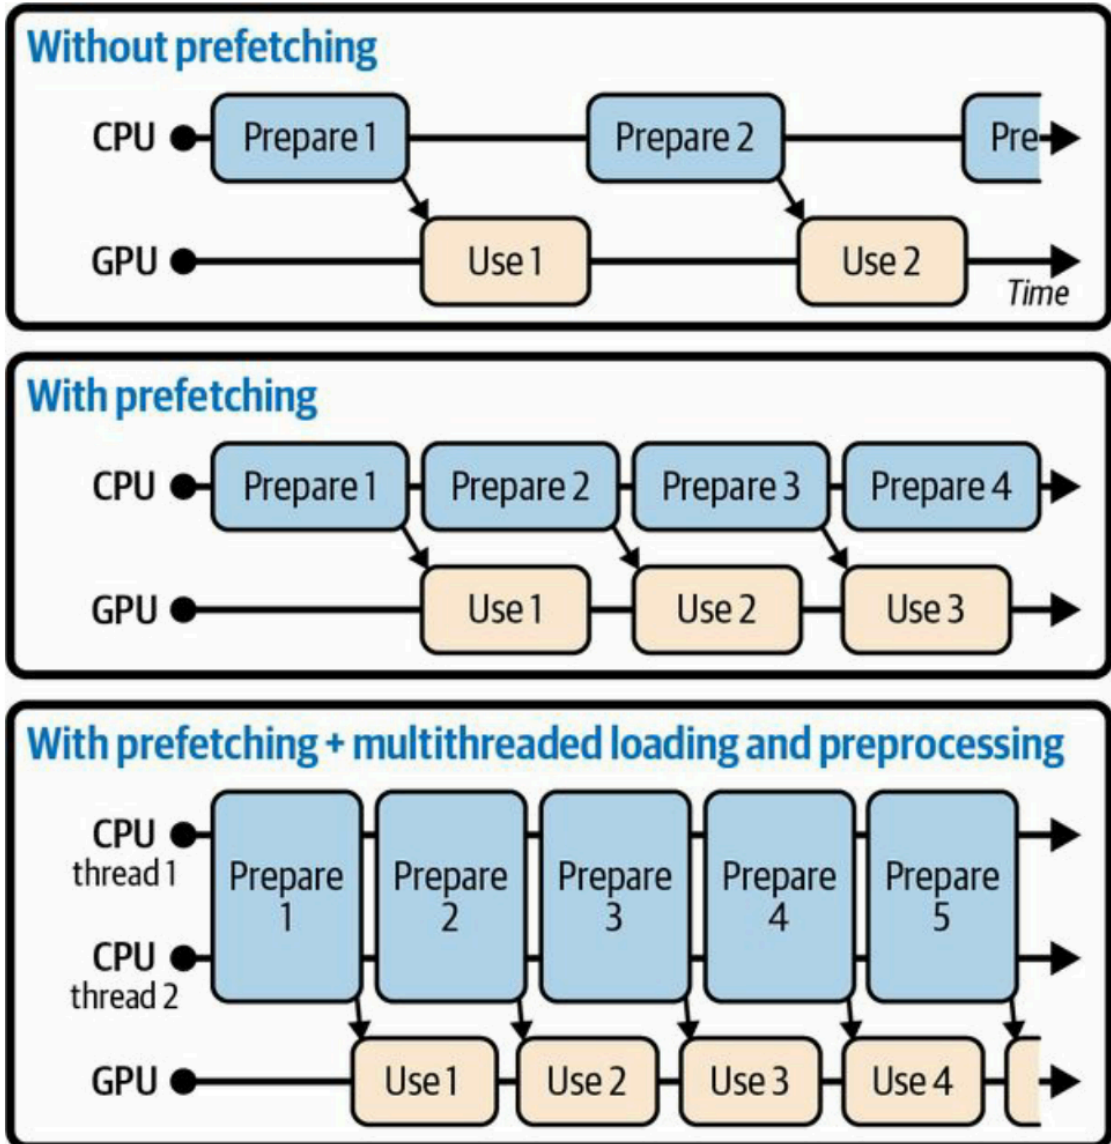 Without prefetching
CPU Prepare 1 Prepare 2 Pre
GPU Use 1 Use 2
Time
With prefetching
CPU Prepare 1 Prepare 2 Prepare 3 Prepare 4
GPU Use 1 Use 2 Use 3
With prefetching + multithreaded loading and preprocessing
CPU
thread 1
Prepare
1
Prepare
2
Prepare
3
Prepare
4
Prepare
5
CPU
thread 2
GPU Use 1 Use 2 Use 3 Use 4